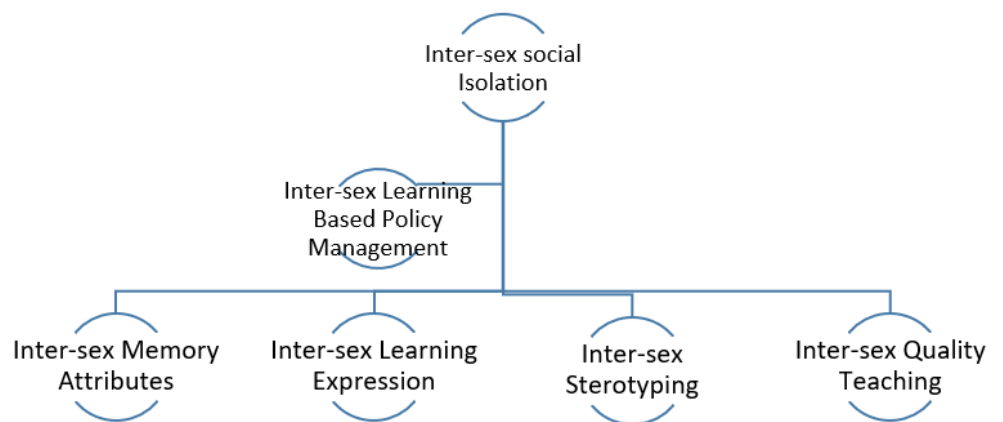 Inter-sex social
Isolation
Inter-sex Learning
Based Policy
Management
Inter-sex Memory
Attributes
Inter-sex Learning
Expression
Inter-sex
Sterotyping
Inter-sex Quality
Teaching